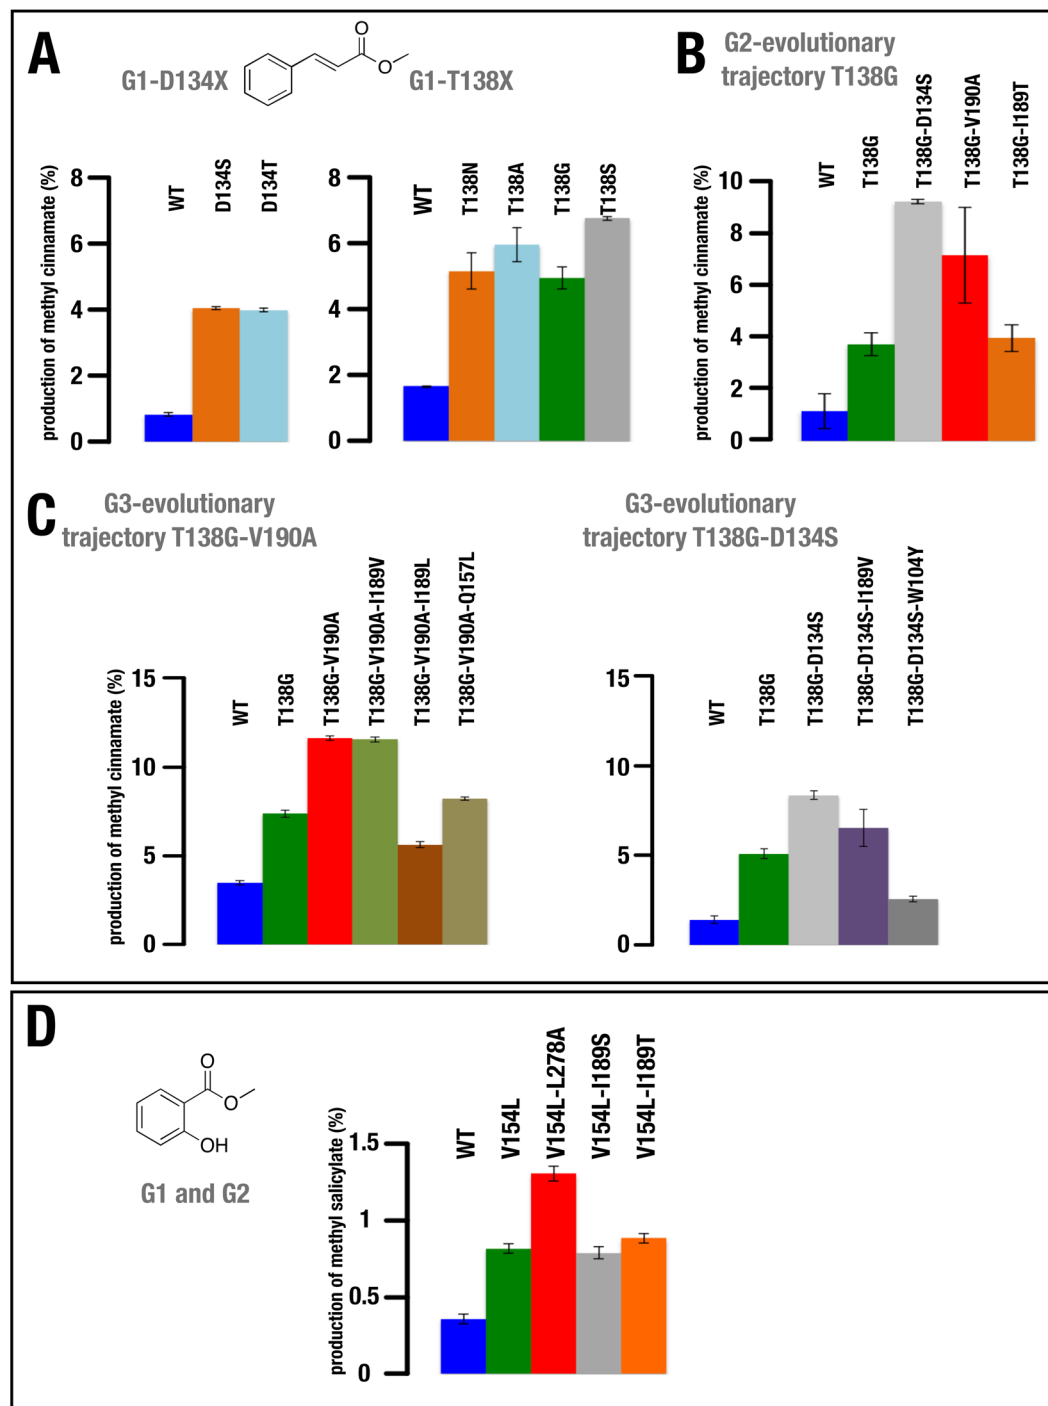 A
G1-D134X
O
O
G1-T138X
production of methyl cinnamate (%)
8
6
4
2
0
WT
D134S
D134T
8
6
4
2
0
WT
T138N
T138A
T138G
T138S
B
G2-evolutionary
trajectory T138G
production of methyl cinnamate (%)
10
8
6
4
2
0
WT
T138G
T138G-D134S
T138G-V190A
T138G-I189T
C
G3-evolutionary
trajectory T138G-V190A
production of methyl cinnamate (%)
15
10
5
0
WT
T138G
T138G-V190A
T138G-V190A-I189V
T138G-V190A-I189L
T138G-V190A-Q157L
G3-evolutionary
trajectory T138G-D134S
15
10
5
0
WT
T138G
T138G-D134S
T138G-D134S-I189V
T138G-D134S-W104Y
D
O
O
OH
G1 and G2
production of methyl salicylate (%)
1.5
1
0.5
0
WT
V154L
V154L-L278A
V154L-I189S
V154L-I189T